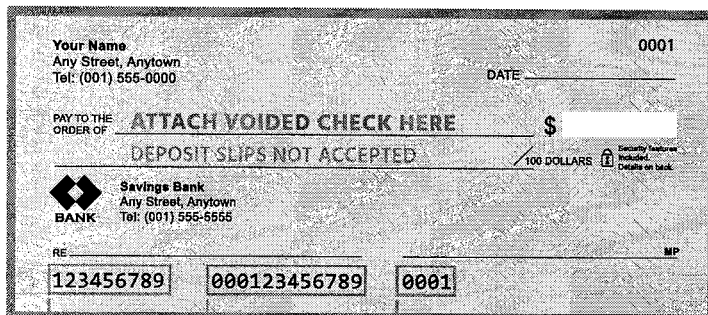 Your Name
0001
Any Street, Anytown
Tel: (001) 555-0000
DATE
PAY TO THE
ORDER OF
ATTACH VOIDED CHECK HERE
$
DEPOSIT SLIPS NOT ACCEPTED
100 DOLLARS
Security features
Included.
Details on back.
BANK
Savings Bank
Any Street, Anytown
Tel: (001) 555-5555
RE
MP
123456789
000123456789
0001